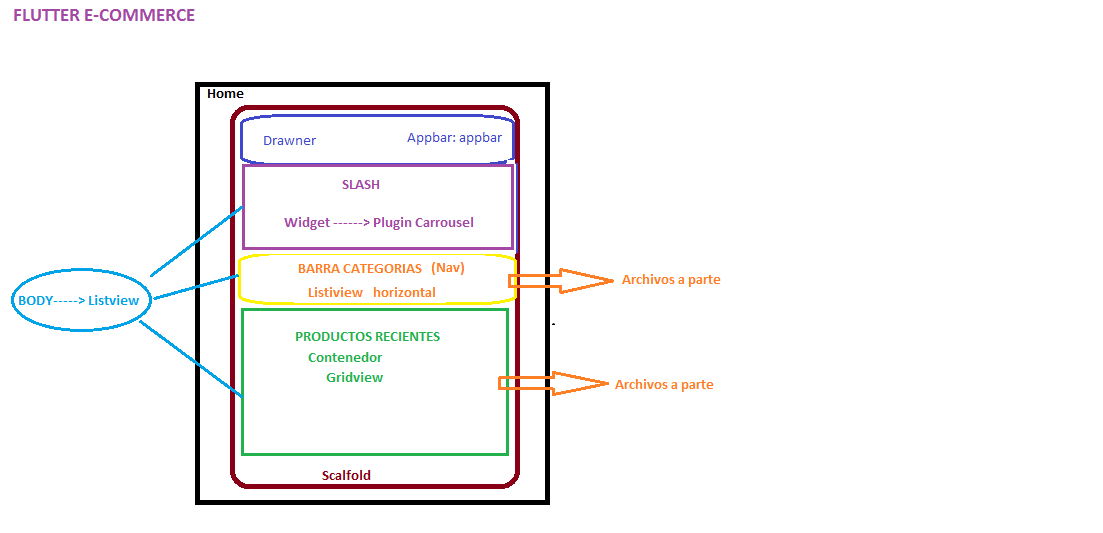 FLUTTER E-COMMERCE
Home
Drawner
Appbar: appbar
SLASH
Widget ------> Plugin Carrousel
BARRA CATEGORIAS (Nav)
Listiview horizontal
Archivos a parte
BODY-----> Listview
PRODUCTOS RECIENTES
Contenedor
Gridview
Archivos a parte
Scalfold